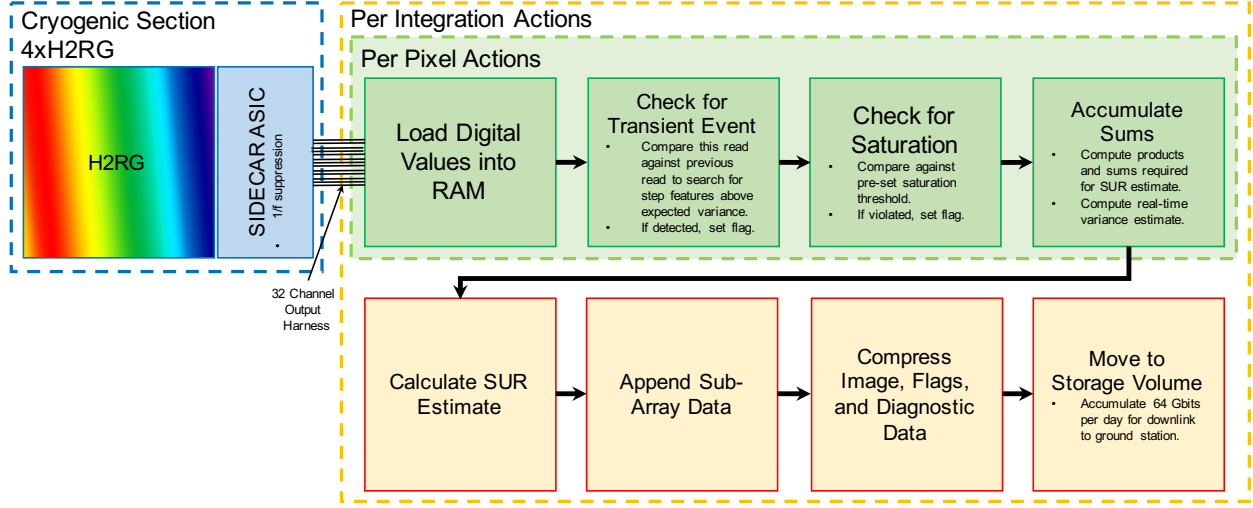 Cryogenic Section
4xH2RG
H2RG
SIDECAR ASIC
• 1/f suppression
32 Channel
Output
Harness
Per Integration Actions
Per Pixel Actions
Load Digital
Values into
RAM
Check for
Transient Event
• Compare this read
against previous
read to search for
step features above
expected variance.
• If detected, set flag.
Check for
Saturation
• Compare against
pre-set saturation
threshold.
• If violated, set flag.
Accumulate
Sums
• Compute products
and sums required
for SUR estimate.
• Compute real-time
variance estimate.
Calculate SUR
Estimate
Append Sub-
Array Data
Compress
Image, Flags,
and Diagnostic
Data
Move to
Storage Volume
• Accumulate 64 Gbits
per day for downlink
to ground station.